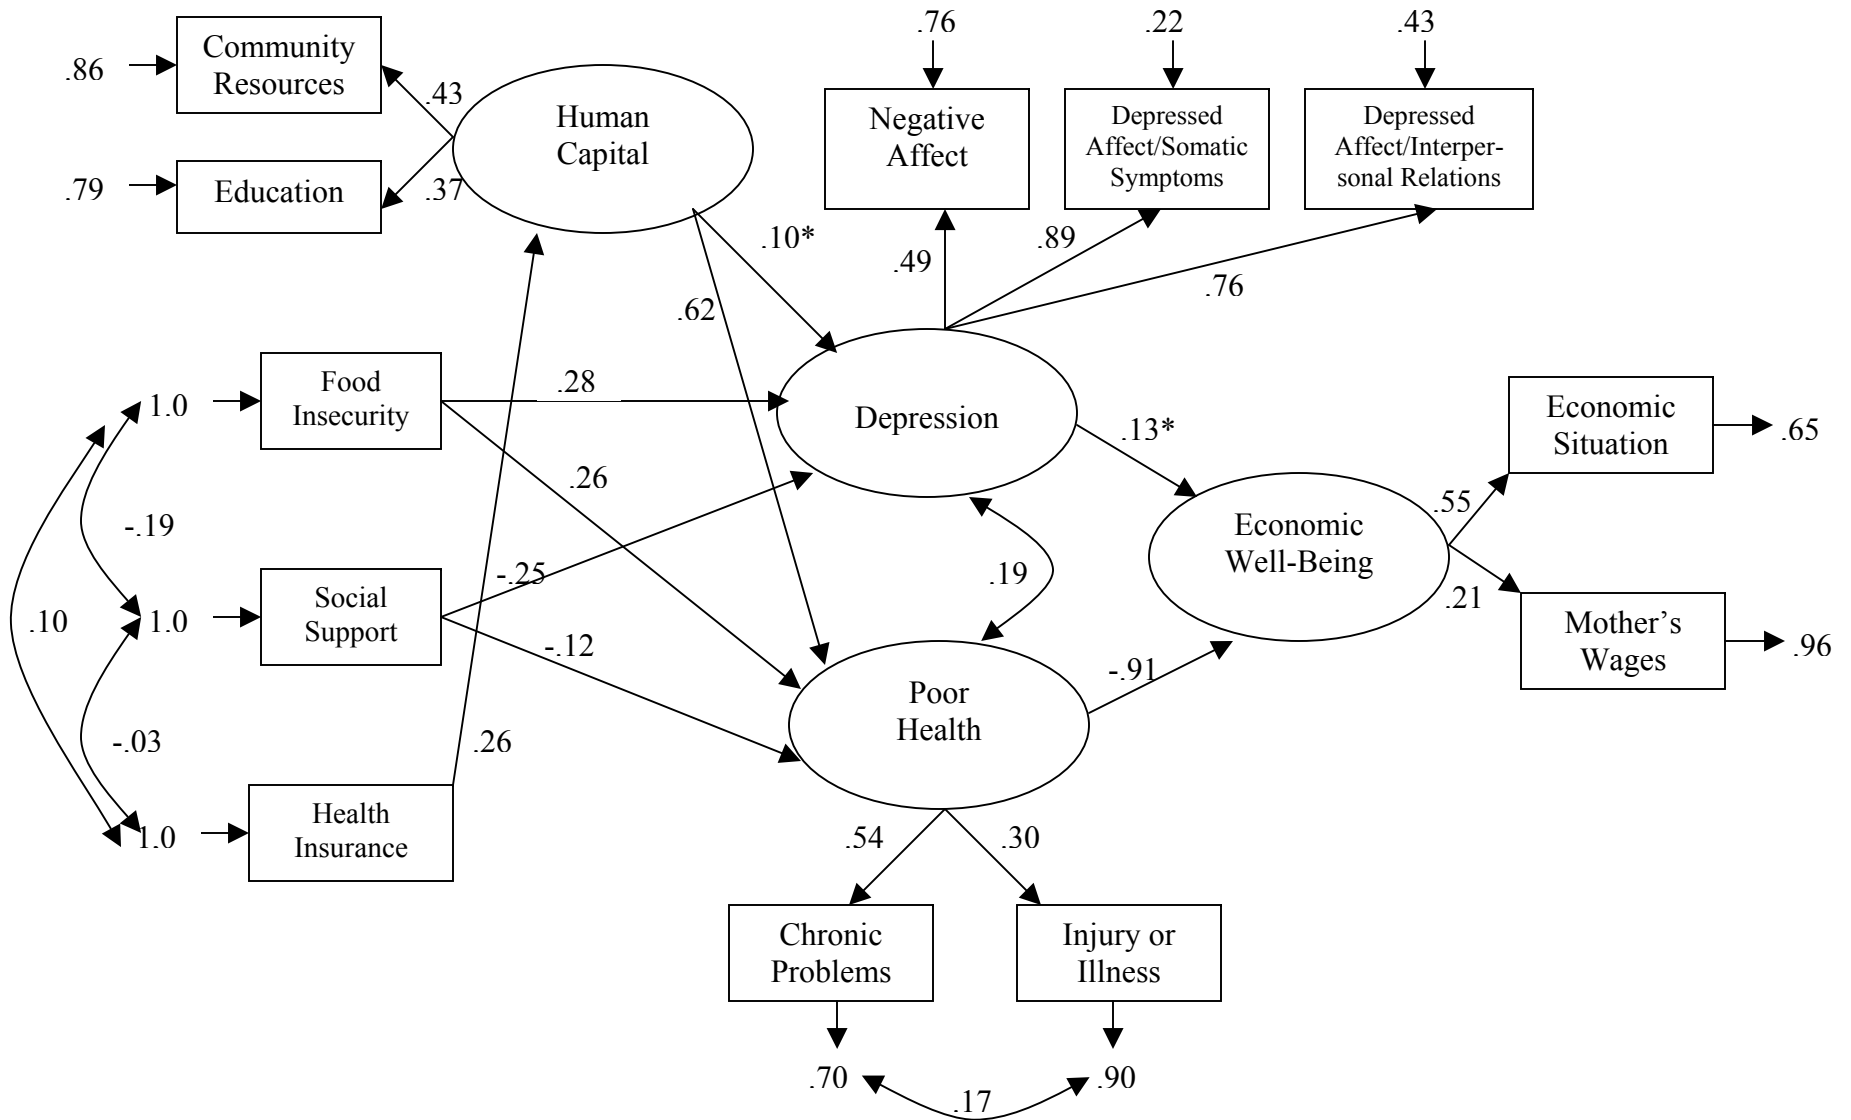 .86
Community
Resources
.43
.79
Education
.37
Human
Capital
.76
Negative
Affect
.22
Depressed
Affect/Somatic
Symptoms
.43
Depressed
Affect/Interper-
sonal Relations
.10*
.62
.49
.89
.76
1.0
Food
Insecurity
.28
.26
Depression
.13*
Economic
Situation
.65
-.19
.10
1.0
Social
Support
-.25
-.12
.19
Economic
Well-Being
.55
.21
Mother’s
Wages
.96
-.03
1.0
Health
Insurance
.26
Poor
Health
-.91
.54
.30
Chronic
Problems
Injury or
Illness
.70
.17
.90